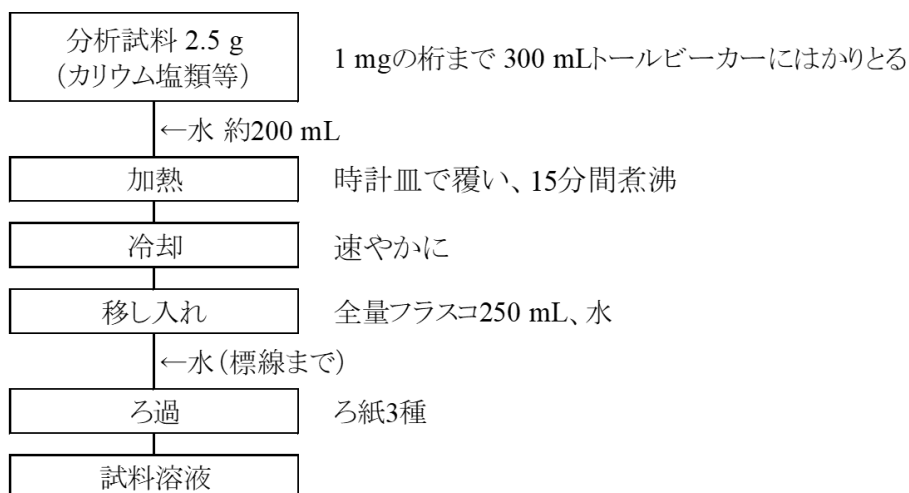 分析試料 2.5 g
（カリウム塩類等）
1 mgの桁まで 300 mLトールビーカーにはかりとる
←水 約200 mL
加熱
時計皿で覆い、15分間煮沸
冷却
速やかに
移し入れ
全量フラスコ250 mL、水
←水（標線まで）
ろ過
ろ紙3種
試料溶液